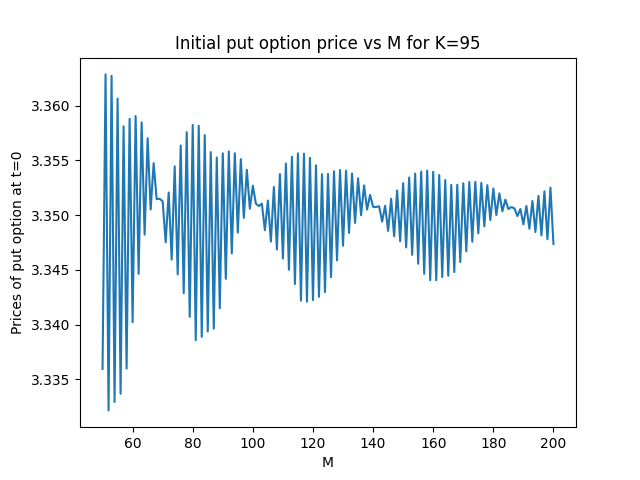 Initial put option price vs M for K=95
Prices of put option at t=0
3.360
3.355
3.350
3.345
3.340
3.335
60 80 100 120 140 160 180 200
M